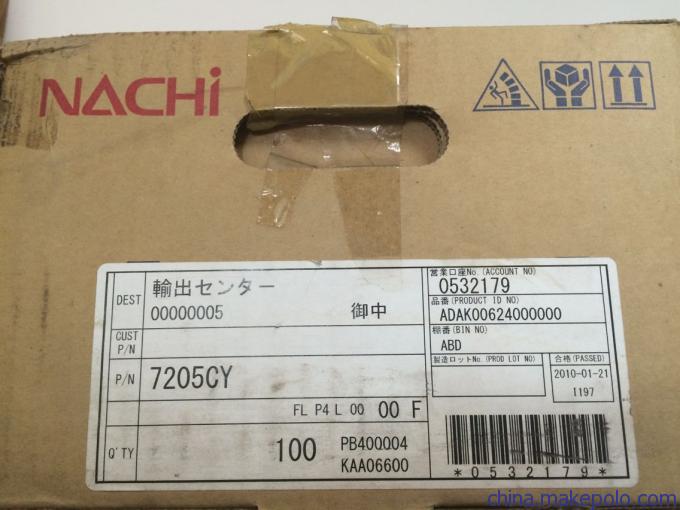 NACHi
DEST
輸出センター
00000005 御中
CUST P/N
P/N 7205CY
FL P4 L 00 00 F
Q'TY 100
PB400004
KAA06600
営業口座No.(ACCOUNT NO)
0532179
品番(PRODUCT ID NO)
ADAK00624000000
棚番(BIN NO)
ABD
製造ロットNo.(PROD LOT NO)
合格(PASSED)
2010-01-21
1197
*0532179*
china.makepolo.com